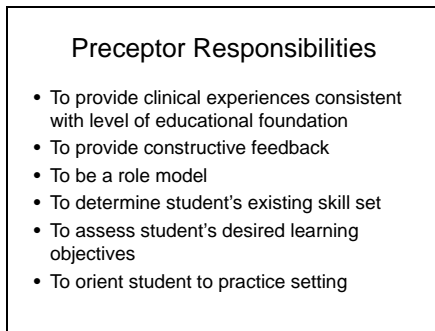 Preceptor Responsibilities
• To provide clinical experiences consistent
with level of educational foundation
• To provide constructive feedback
• To be a role model
• To determine student's existing skill set
• To assess student's desired learning
objectives
• To orient student to practice setting